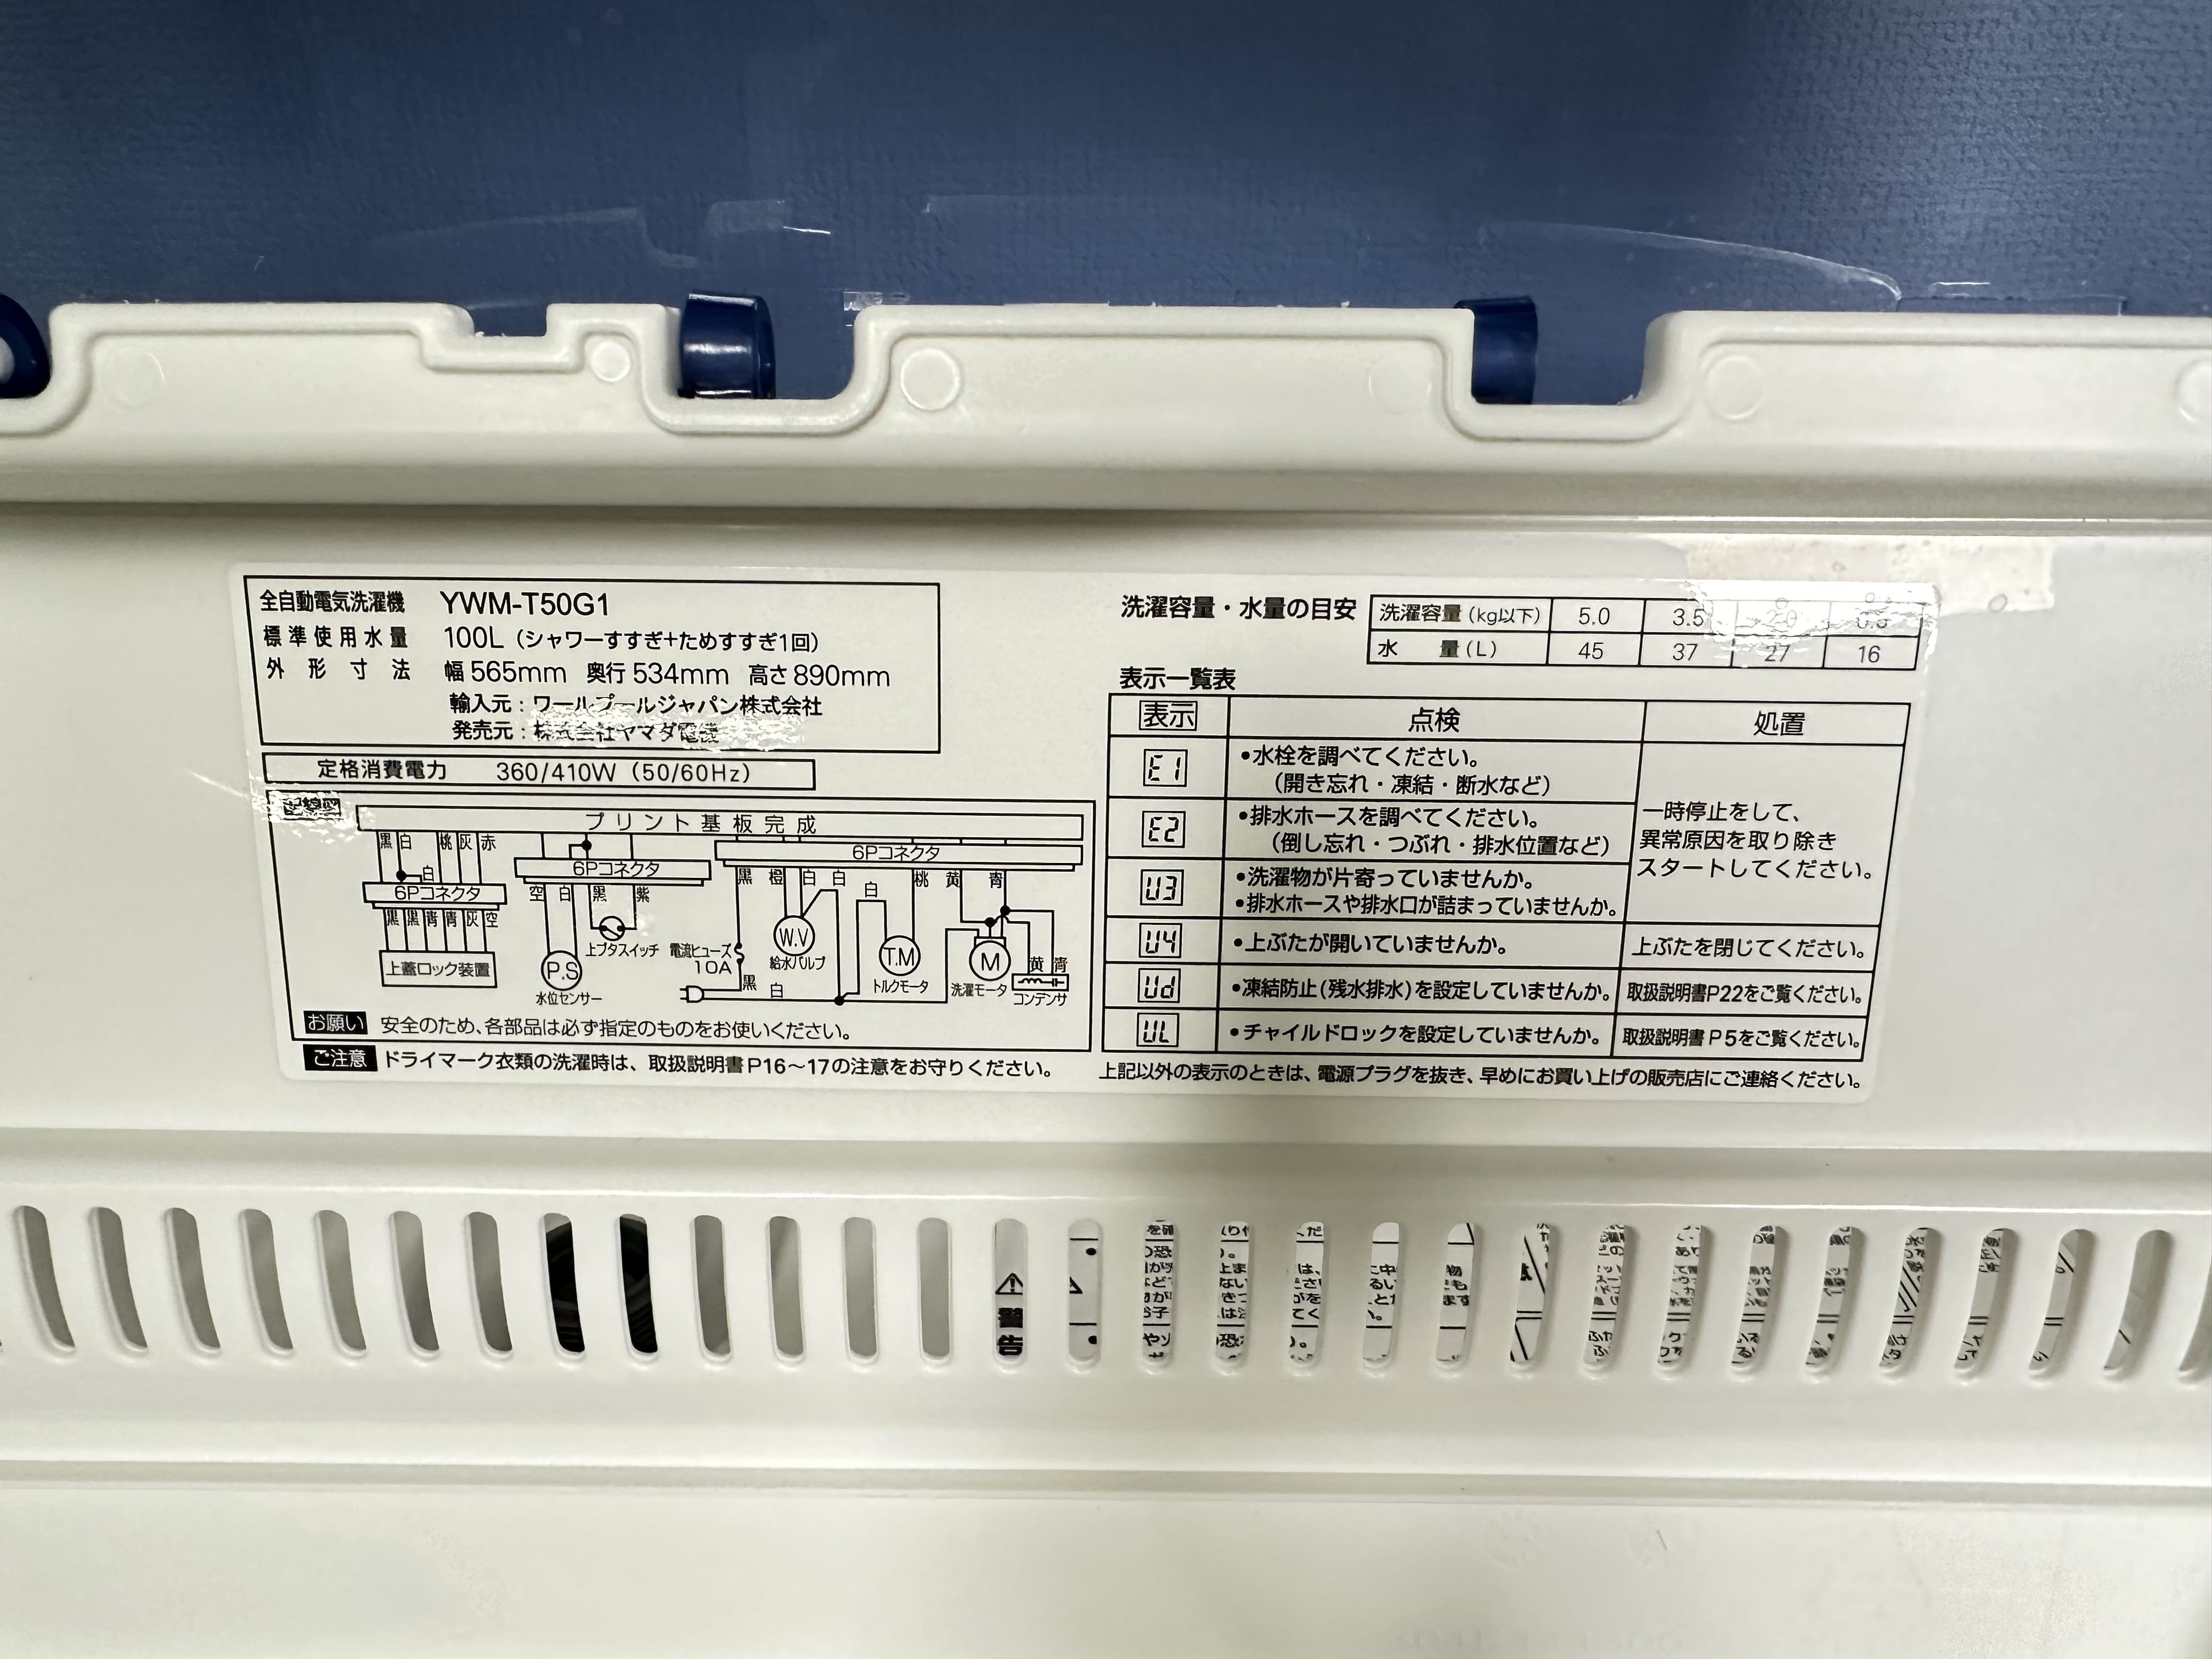 全自動電気洗濯機 YWM-T50G1
標準使用水量 100L (シャワーすすぎ+ためすすぎ1回)
外形寸法 幅565mm 奥行534mm 高さ890mm
輸入元:ワールプールジャパン株式会社
発売元:株式会社ヤマダ電機
定格消費電力 360/410W (50/60Hz)
配線図
プリント基板完成
黒 白 桃 灰 赤
白
6Pコネクタ
黒 黒 青 青 灰 空
上蓋ロック装置
6Pコネクタ
空 白 黒 紫
上ブタスイッチ
P.S
水位センサー
6Pコネクタ
黒 橙 白 白 白 桃 黄 青
電流ヒューズ
10A
黒 白
W.V
給水バルブ
T.M
トルクモータ
M
洗濯モータ
黄 青
コンデンサ
お願い 安全のため、各部品は必ず指定のものをお使いください。
ご注意 ドライマーク衣類の洗濯時は、取扱説明書P16〜17の注意をお守りください。
洗濯容量・水量の目安
洗濯容量(kg以下) 5.0 3.5 2.0
水量(L) 45 37 27 16
表示一覧表
表示 点検 処置
E1 •水栓を調べてください。
(開き忘れ・凍結・断水など)
E2 •排水ホースを調べてください。
(倒し忘れ・つぶれ・排水位置など)
U3 •洗濯物が片寄っていませんか。
•排水ホースや排水口が詰まっていませんか。
一時停止をして、
異常原因を取り除き
スタートしてください。
U4 •上ぶたが開いていませんか。 上ぶたを閉じてください。
Ud •凍結防止(残水排水)を設定していませんか。 取扱説明書P22をご覧ください。
UL •チャイルドロックを設定していませんか。 取扱説明書P5をご覧ください。
上記以外の表示のときは、電源プラグを抜き、早めにお買い上げの販売店にご連絡ください。
警告